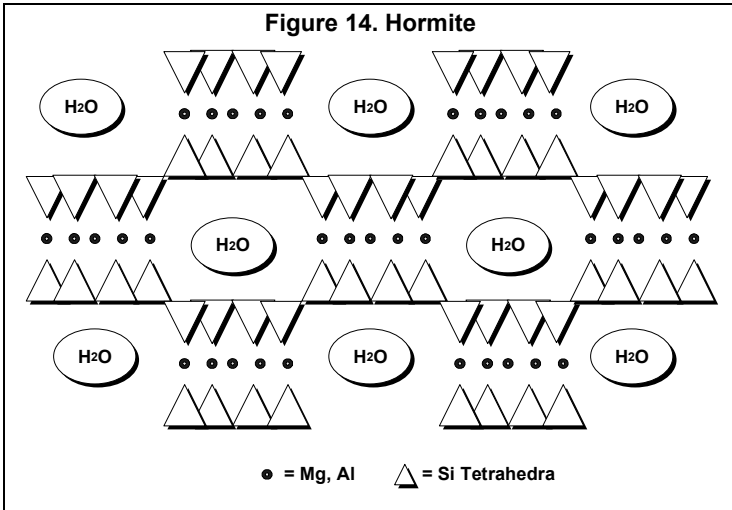 Figure 14. Hormite
H2O H2O H2O
H2O H2O
H2O H2O H2O
= Mg, Al = Si Tetrahedra